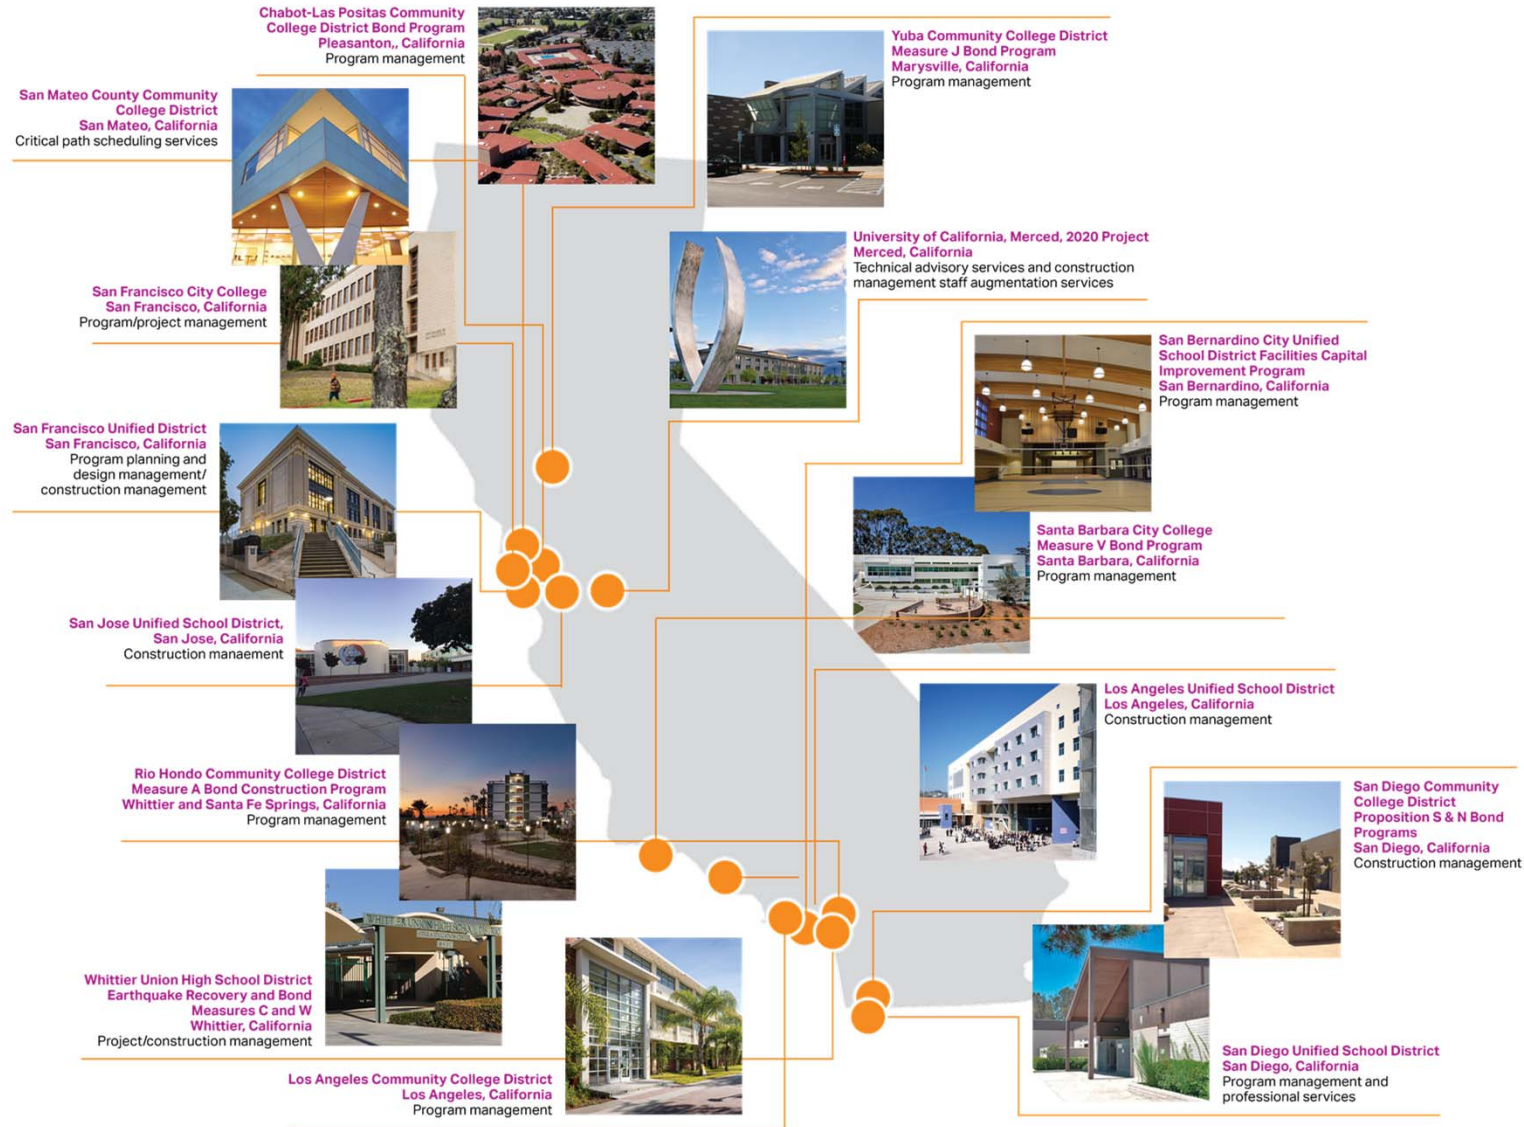 Chabot-Las Positas Community
College District Bond Program
Pleasanton,, California
Program management
Yuba Community College District
Measure J Bond Program
Marysville, California
Program management
San Mateo County Community
College District
San Mateo, California
Critical path scheduling services
University of California, Merced, 2020 Project
Merced, California
Technical advisory services and construction
management staff augmentation services
San Francisco City College
San Francisco, California
Program/project management
San Bernardino City Unified
School District Facilities Capital
Improvement Program
San Bernardino, California
Program management
San Francisco Unified District
San Francisco, California
Program planning and
design management/
construction management
Santa Barbara City College
Measure V Bond Program
Santa Barbara, California
Program management
San Jose Unified School District,
San Jose, California
Construction manaement
Los Angeles Unified School District
Los Angeles, California
Construction management
Rio Hondo Community College District
Measure A Bond Construction Program
Whittier and Santa Fe Springs, California
Program management
San Diego Community
College District
Proposition S & N Bond
Programs
San Diego, California
Construction management
WHITTIER UNION HIGH SCHOOL
Whittier Union High School District
Earthquake Recovery and Bond
Measures C and W
Whittier, California
Project/construction management
San Diego Unified School District
San Diego, California
Program management and
professional services
Los Angeles Community College District
Los Angeles, California
Program management